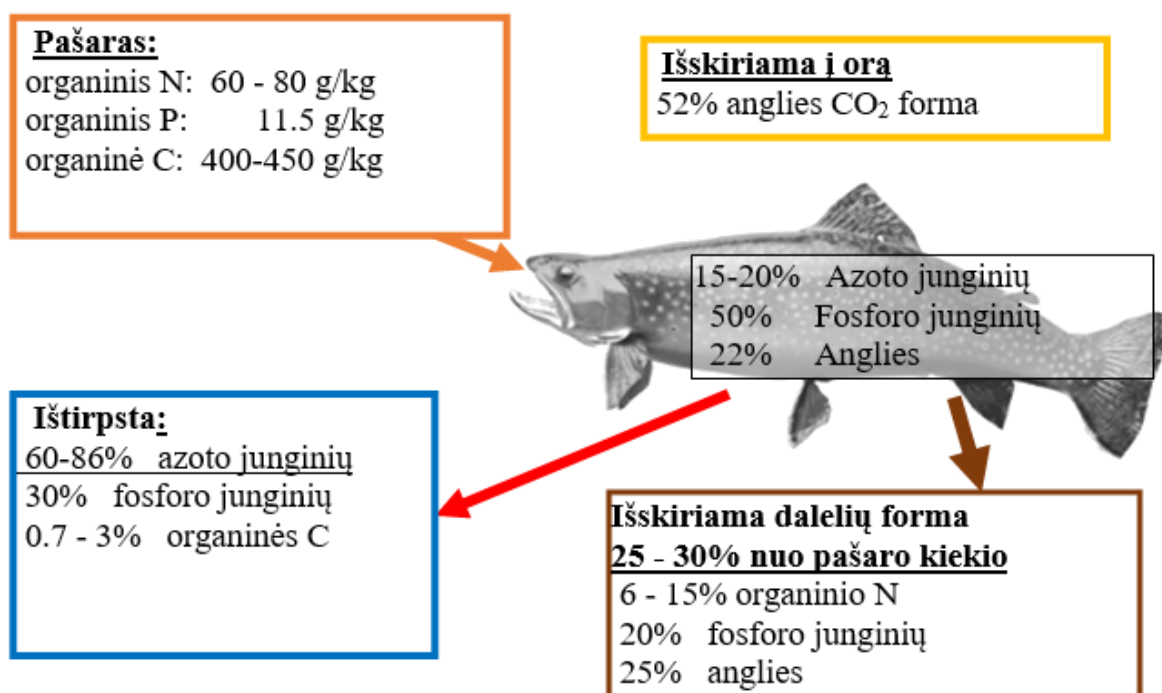 Pašaras:
organinis N: 60 - 80 g/kg
organinis P: 11.5 g/kg
organinė C: 400-450 g/kg
Išskiriama į orą
52% anglies CO₂ forma
15-20% Azoto junginių
50% Fosforo junginių
22% Anglies
Ištirpsta:
60-86% azoto junginių
30% fosforo junginių
0.7 - 3% organinės C
Išskiriama dalelių forma
25 - 30% nuo pašaro kiekio
6 - 15% organinio N
20% fosforo junginių
25% anglies